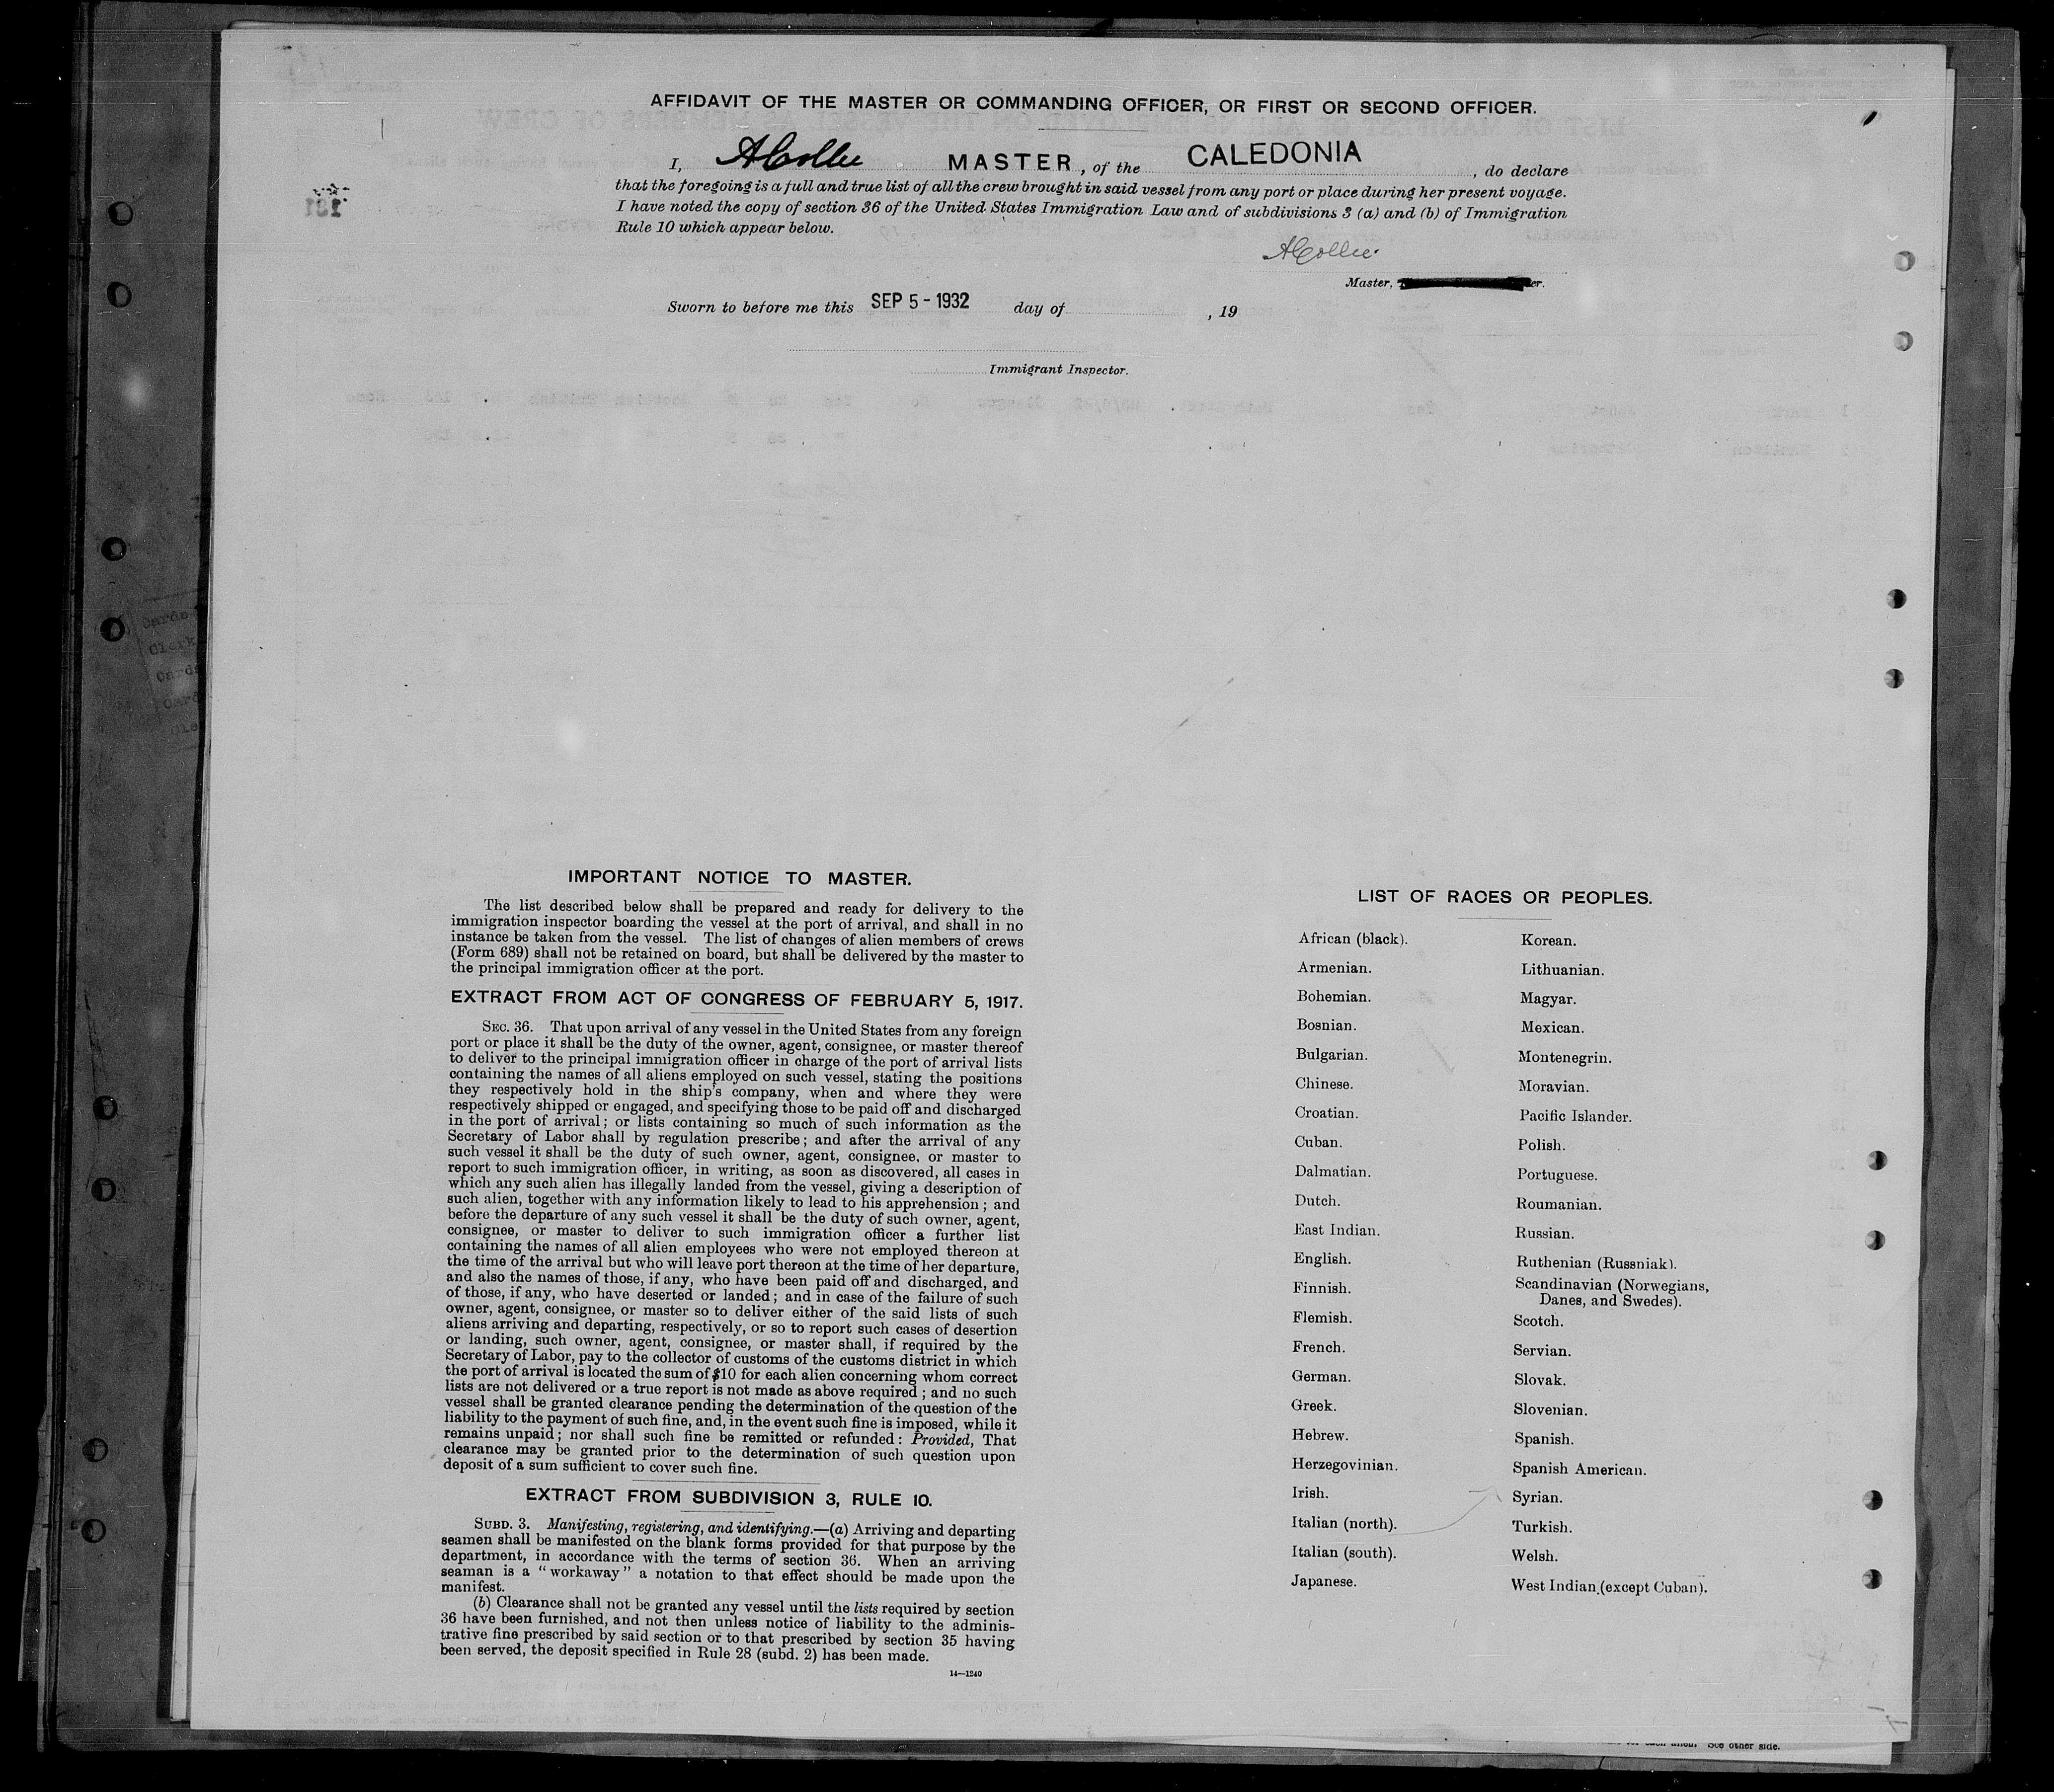 AFFIDAVIT OF THE MASTER OR COMMANDING OFFICER, OR FIRST OR SECOND OFFICER.
I, A Collie MASTER, of the CALEDONIA, do declare
that the foregoing is a full and true list of all the crew brought in said vessel from any port or place during her present voyage.
I have noted the copy of section 36 of the United States Immigration Law and of subdivisions 3 (a) and (b) of Immigration
Rule 10 which appear below.
A Collie.
Master, er.
Sworn to before me this SEP 5 - 1932 day of , 19
Immigrant Inspector.
IMPORTANT NOTICE TO MASTER.
The list described below shall be prepared and ready for delivery to the
immigration inspector boarding the vessel at the port of arrival, and shall in no
instance be taken from the vessel. The list of changes of alien members of crews
(Form 689) shall not be retained on board, but shall be delivered by the master to
the principal immigration officer at the port.
EXTRACT FROM ACT OF CONGRESS OF FEBRUARY 5, 1917.
SEC. 36. That upon arrival of any vessel in the United States from any foreign
port or place it shall be the duty of the owner, agent, consignee, or master thereof
to deliver to the principal immigration officer in charge of the port of arrival lists
containing the names of all aliens employed on such vessel, stating the positions
they respectively hold in the ship's company, when and where they were
respectively shipped or engaged, and specifying those to be paid off and discharged
in the port of arrival; or lists containing so much of such information as the
Secretary of Labor shall by regulation prescribe; and after the arrival of any
such vessel it shall be the duty of such owner, agent, consignee, or master to
report to such immigration officer, in writing, as soon as discovered, all cases in
which any such alien has illegally landed from the vessel, giving a description of
such alien, together with any information likely to lead to his apprehension; and
before the departure of any such vessel it shall be the duty of such owner, agent,
consignee, or master to deliver to such immigration officer a further list
containing the names of all alien employees who were not employed thereon at
the time of the arrival but who will leave port thereon at the time of her departure,
and also the names of those, if any, who have been paid off and discharged, and
of those, if any, who have deserted or landed; and in case of the failure of such
owner, agent, consignee, or master so to deliver either of the said lists of such
aliens arriving and departing, respectively, or so to report such cases of desertion
or landing, such owner, agent, consignee, or master shall, if required by the
Secretary of Labor, pay to the collector of customs of the customs district in which
the port of arrival is located the sum of $10 for each alien concerning whom correct
lists are not delivered or a true report is not made as above required; and no such
vessel shall be granted clearance pending the determination of the question of the
liability to the payment of such fine, and, in the event such fine is imposed, while it
remains unpaid; nor shall such fine be remitted or refunded: Provided, That
clearance may be granted prior to the determination of such question upon
deposit of a sum sufficient to cover such fine.
EXTRACT FROM SUBDIVISION 3, RULE 10.
SUBD. 3. Manifesting, registering, and identifying.—(a) Arriving and departing
seamen shall be manifested on the blank forms provided for that purpose by the
department, in accordance with the terms of section 36. When an arriving
seaman is a "workaway" a notation to that effect should be made upon the
manifest.
(b) Clearance shall not be granted any vessel until the lists required by section
36 have been furnished, and not then unless notice of liability to the adminis-
trative fine prescribed by said section or to that prescribed by section 35 having
been served, the deposit specified in Rule 28 (subd. 2) has been made.
14—1240
LIST OF RACES OR PEOPLES.
African (black).
Armenian.
Bohemian.
Bosnian.
Bulgarian.
Chinese.
Croatian.
Cuban.
Dalmatian.
Dutch.
East Indian.
English.
Finnish.
Flemish.
French.
German.
Greek.
Hebrew.
Herzegovinian.
Irish.
Italian (north).
Italian (south).
Japanese.
Korean.
Lithuanian.
Magyar.
Mexican.
Montenegrin.
Moravian.
Pacific Islander.
Polish.
Portuguese.
Roumanian.
Russian.
Ruthenian (Russniak).
Scandinavian (Norwegians,
Danes, and Swedes).
Scotch.
Servian.
Slovak.
Slovenian.
Spanish.
Spanish American.
Syrian.
Turkish.
Welsh.
West Indian (except Cuban).
See other side.